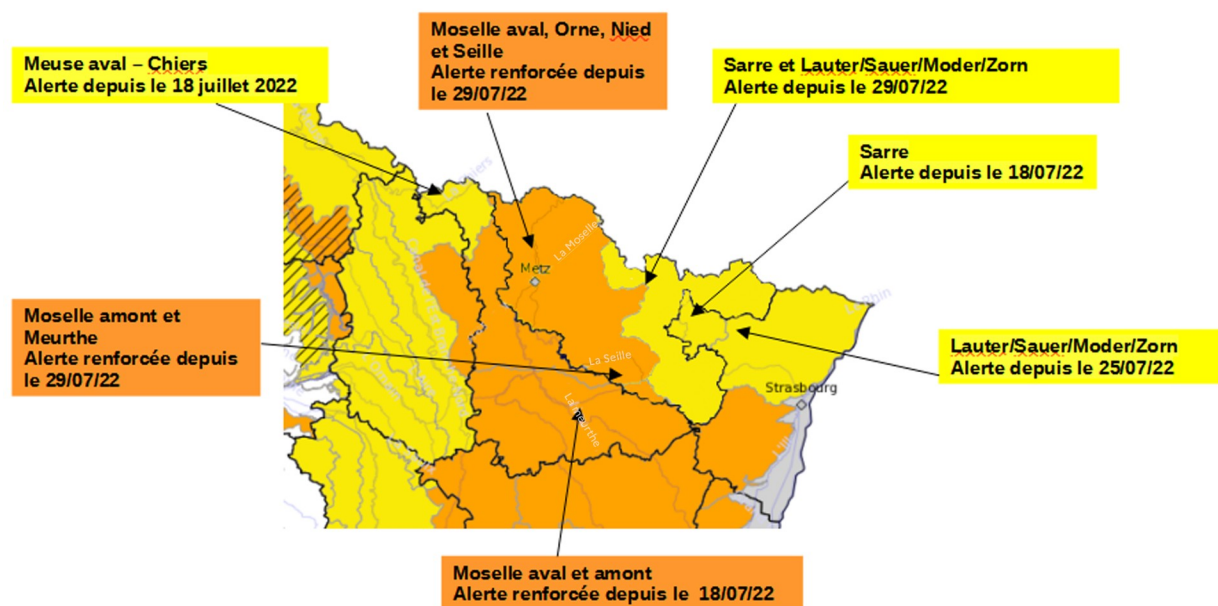 Moselle aval, Orne, Nied
et Seille
Alerte renforcée depuis
le 29/07/22
Meuse aval – Chiers
Alerte depuis le 18 juillet 2022
Sarre et Lauter/Sauer/Moder/Zorn
Alerte depuis le 29/07/22
Sarre
Alerte depuis le 18/07/22
La Moselle
Metz
Rhin
Moselle amont et
Meurthe
Alerte renforcée depuis
le 29/07/22
La Seille
Lauter/Sauer/Moder/Zorn
Alerte depuis le 25/07/22
Strasbourg
L'Ill
Moselle aval et amont
Alerte renforcée depuis le 18/07/22